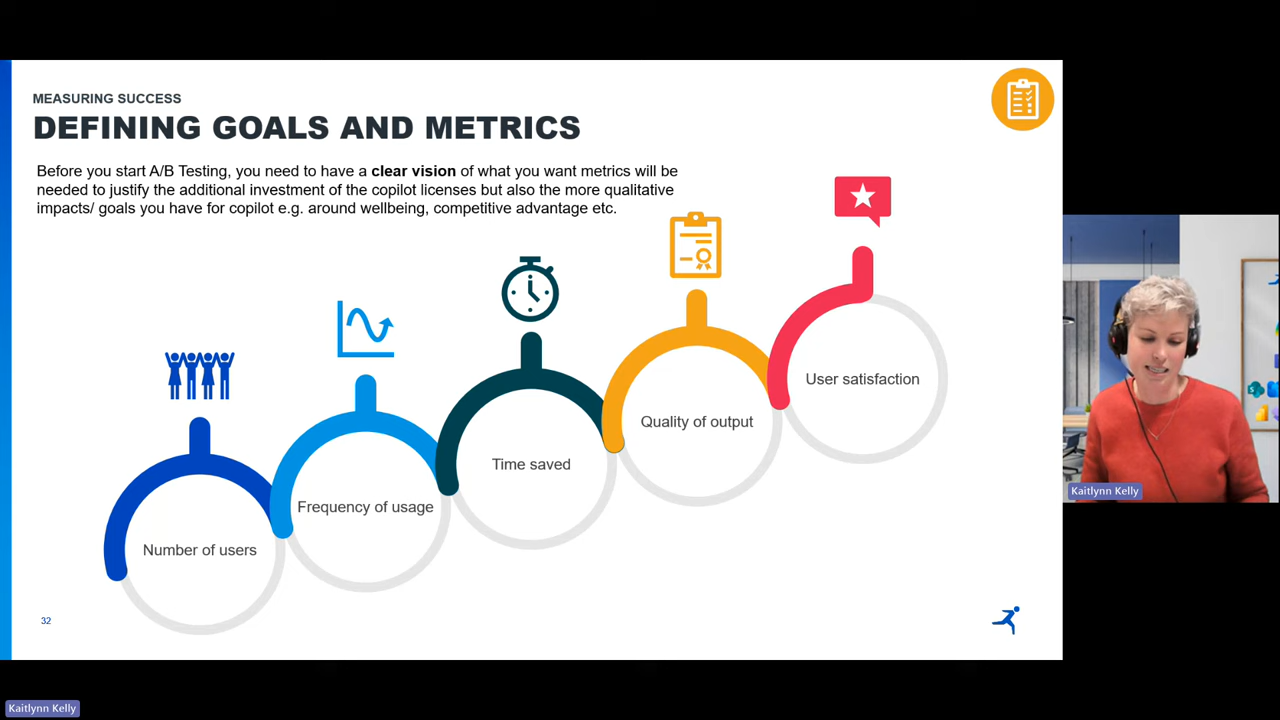 MEASURING SUCCESS
DEFINING GOALS AND METRICS
Before you start A/B Testing, you need to have a clear vision of what you want metrics will be
needed to justify the additional investment of the copilot licenses but also the more qualitative
impacts/ goals you have for copilot e.g. around wellbeing, competitive advantage etc.
Number of users
Frequency of usage
Time saved
Quality of output
User satisfaction
32
Kaitlynn Kelly
Kaitlynn Kelly